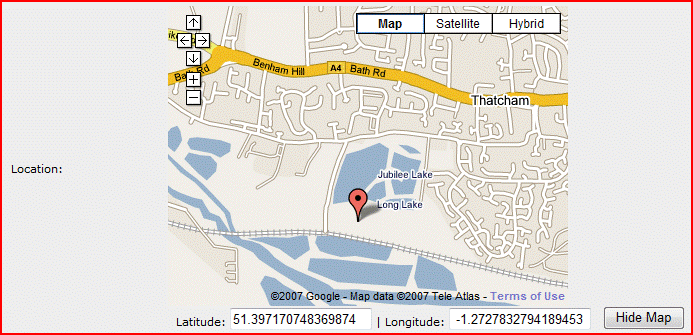 Map Satellite Hybrid
Benham Hill A4 Bath Rd
Bath Rd
Thatcham
Location:
Jubilee Lake
Long Lake
©2007 Google - Map data ©2007 Tele Atlas - Terms of Use
Latitude: 51.397170748369874 | Longitude: -1.2727832794189453 Hide Map